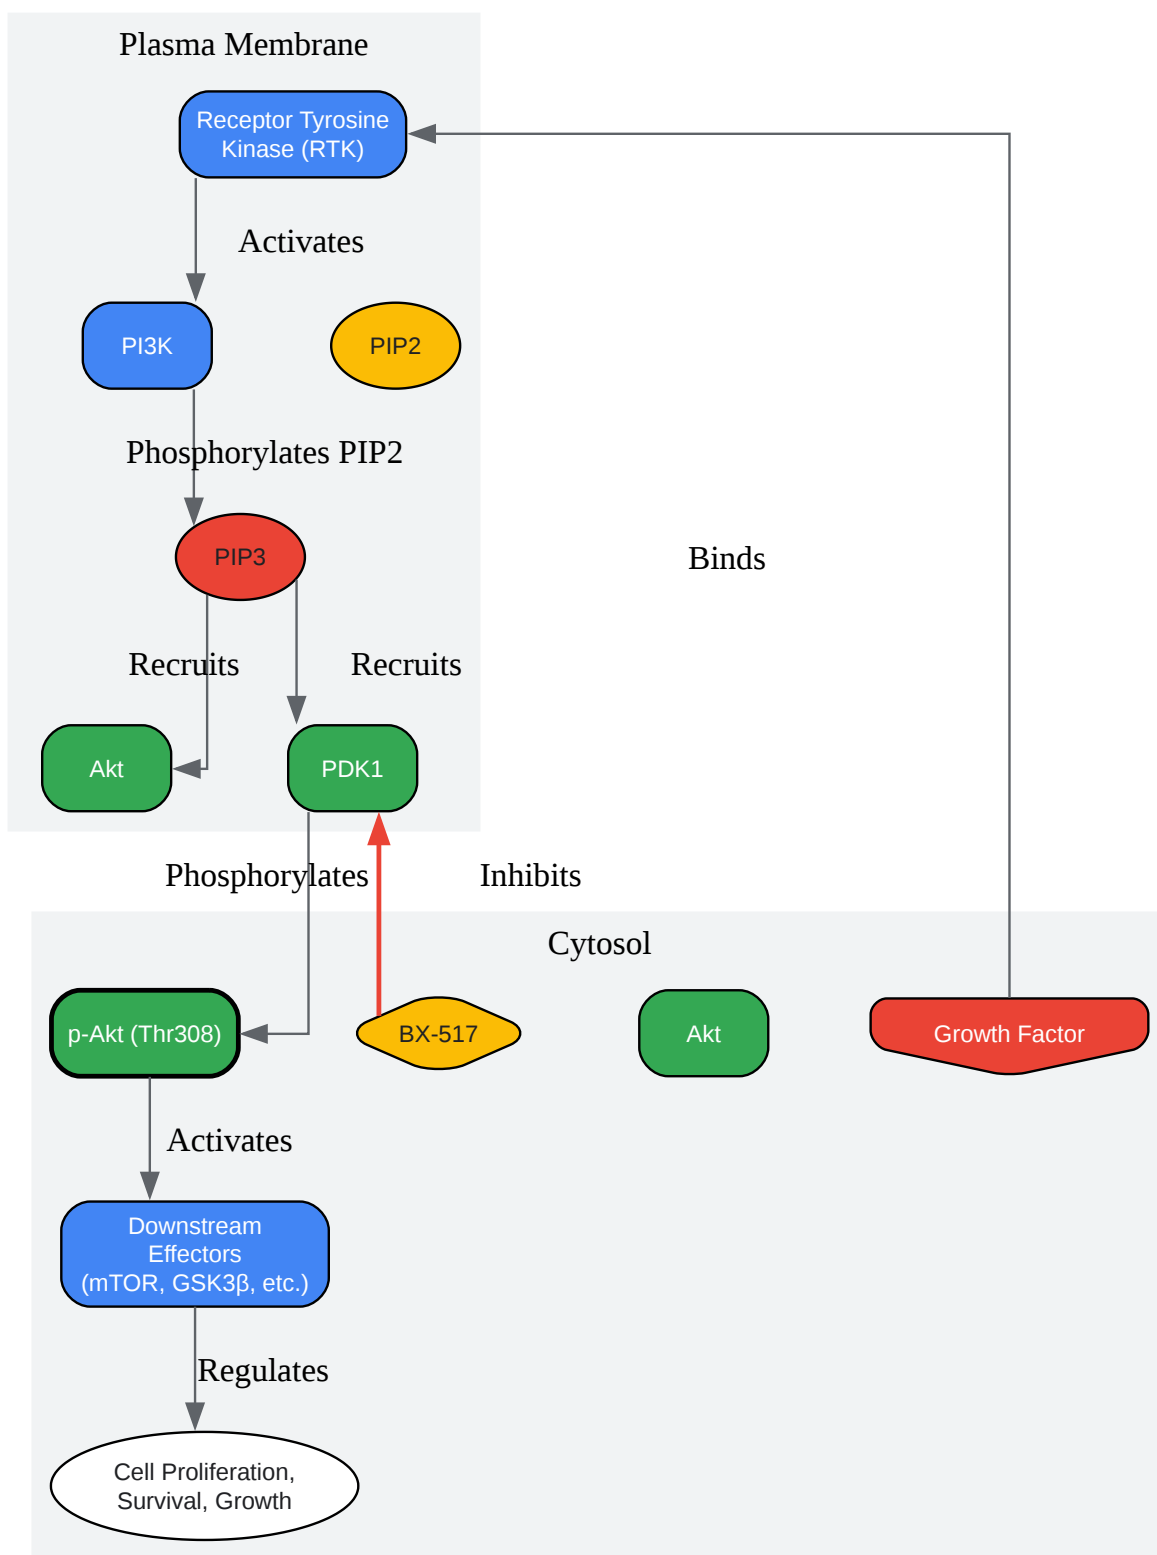 Plasma Membrane
Receptor Tyrosine
Kinase (RTK)
Activates
PI3K
PIP2
Phosphorylates PIP2
PIP3
Binds
Recruits
Recruits
Akt
PDK1
Phosphorylates
Inhibits
Cytosol
p-Akt (Thr308)
BX-517
Akt
Growth Factor
Activates
Downstream
Effectors
(mTOR, GSK3β, etc.)
Regulates
Cell Proliferation,
Survival, Growth